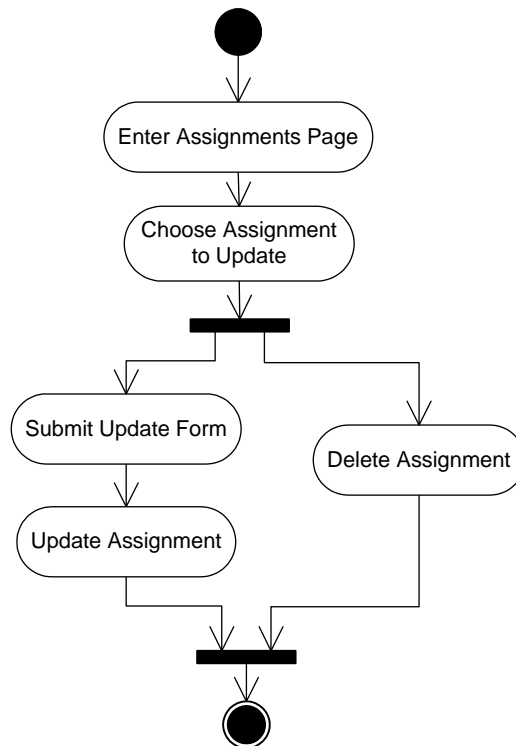 Enter Assignments Page
Choose Assignment
to Update
Submit Update Form
Delete Assignment
Update Assignment